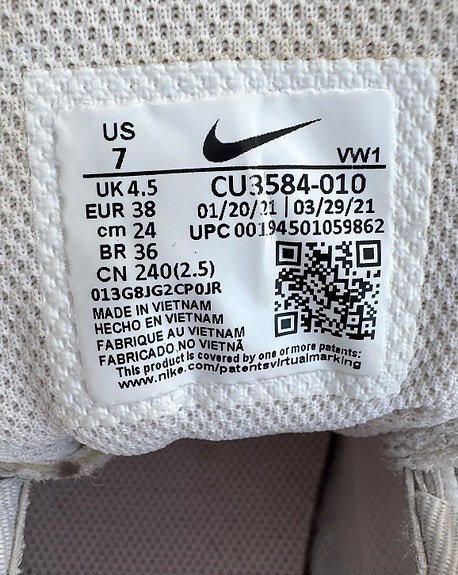 US
7
VW1
UK 4.5
EUR 38
cm 24
BR 36
CN 240(2.5)
CU3584-010
01/20/21 | 03/29/21
UPC 00194501059862
013G8JG2CP0JR
MADE IN VIETNAM
HECHO EN VIETNAM
FABRIQUE AU VIETNAM
FABRICADO NO VIETNÃ
This product is covered by one or more patents:
www.nike.com/patentsvirtualmarking